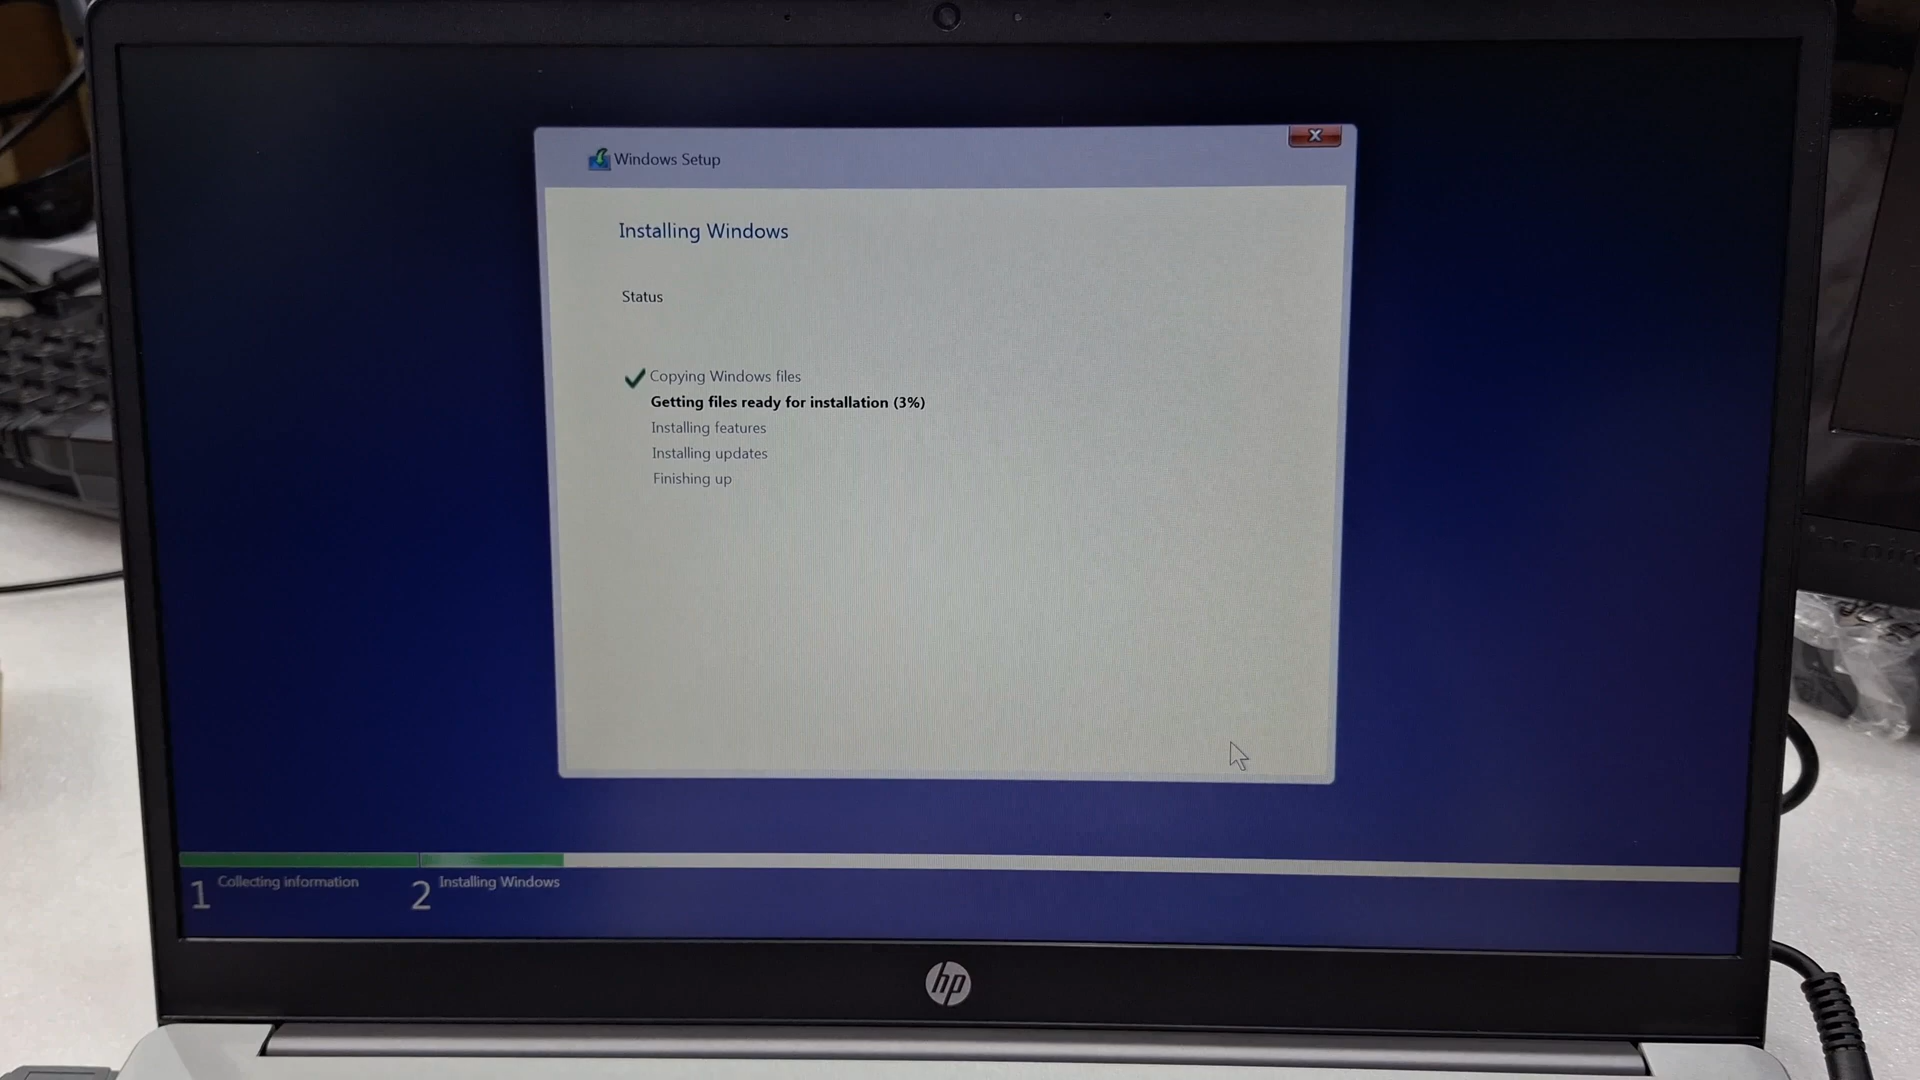 Windows Setup
Installing Windows
Status
Copying Windows files
Getting files ready for installation (3%)
Installing features
Installing updates
Finishing up
1 Collecting information
2 Installing Windows
hp